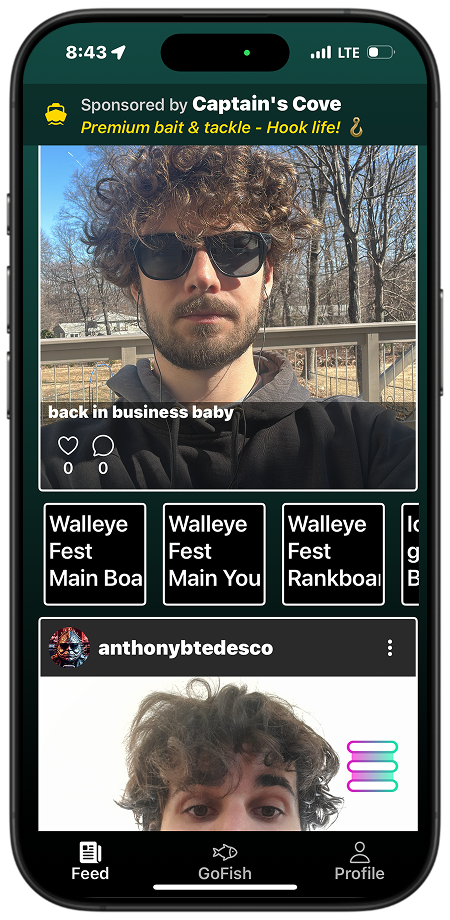 8:43
LTE
Sponsored by Captain's Cove
Premium bait & tackle - Hook life!
back in business baby
0 0
Walleye
Fest
Main Boa
Walleye
Fest
Main You
Walleye
Fest
Rankboa
anthonybtedesco
Feed
GoFish
Profile